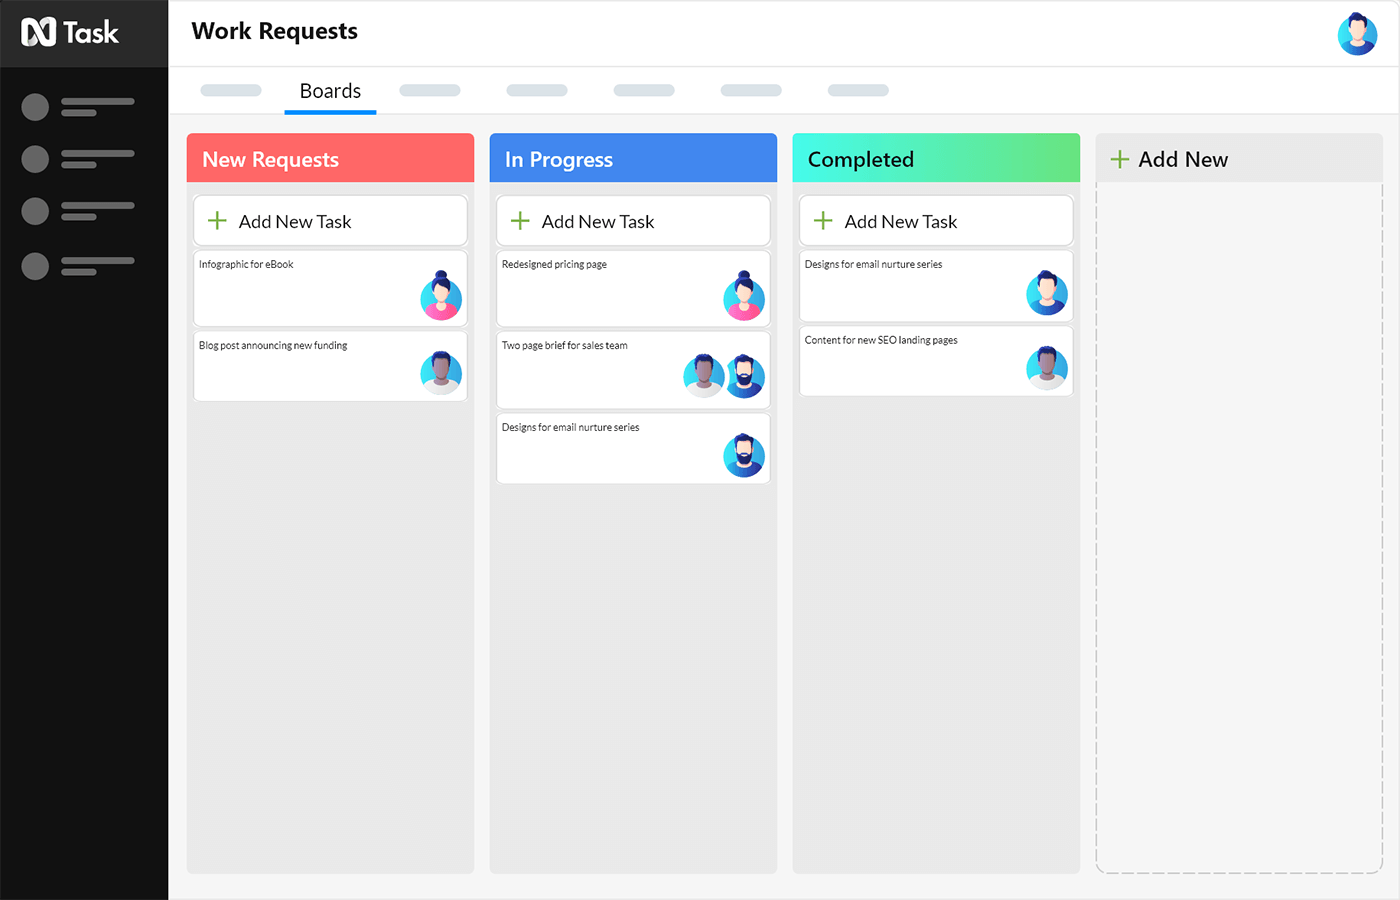 Task
Work Requests
Boards
New Requests
Add New Task
Infographic for eBook
Blog post announcing new funding
In Progress
Add New Task
Redesigned pricing page
Two page brief for sales team
Designs for email nurture series
Completed
Add New Task
Designs for email nurture series
Content for new SEO landing pages
Add New